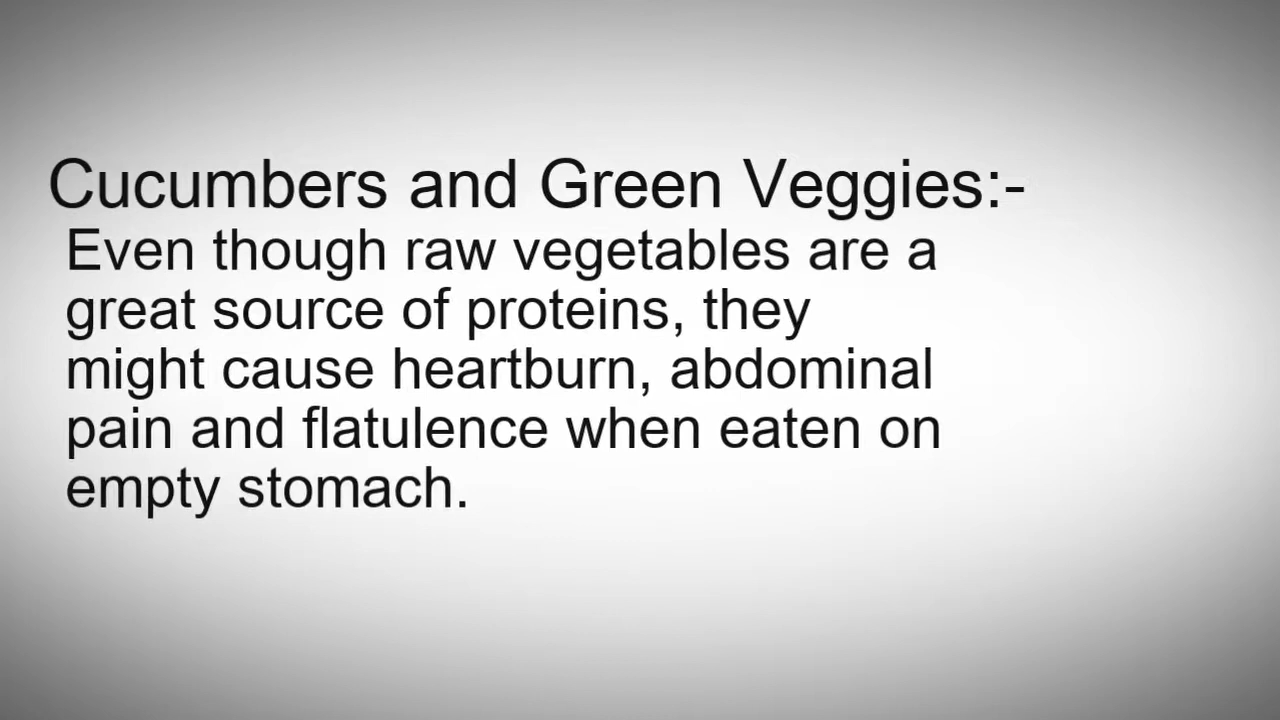 Cucumbers and Green Veggies:-
Even though raw vegetables are a
great source of proteins, they
might cause heartburn, abdominal
pain and flatulence when eaten on
empty stomach.